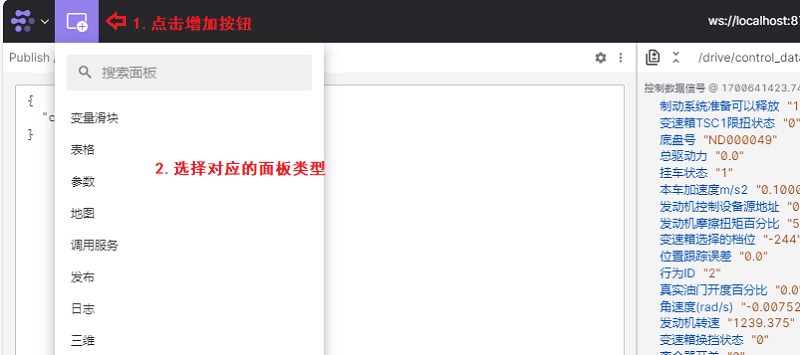 1. 点击增加按钮
ws://localhost:87
Publish
搜索面板
变量滑块
表格
参数
地图
调用服务
发布
日志
三维
2. 选择对应的面板类型
{
"c
}
/drive/control_data
控制数据信号 @ 1700641423.74
制动系统准备可以释放 "1
变速箱TSC1限扭状态 "0"
底盘号 "ND000049"
总驱动力 "0.0"
挂车状态 "1"
本车加速度m/s2 "0.1000
发动机控制设备源地址 "0
发动机摩擦扭矩百分比 "5
变速箱选择的档位 "-244"
位置跟踪误差 "0.0"
行为ID "2"
真实油门开度百分比 "0.0"
角速度(rad/s) "-0.00752
发动机转速 "1239.375"
变速箱换挡状态 "0"